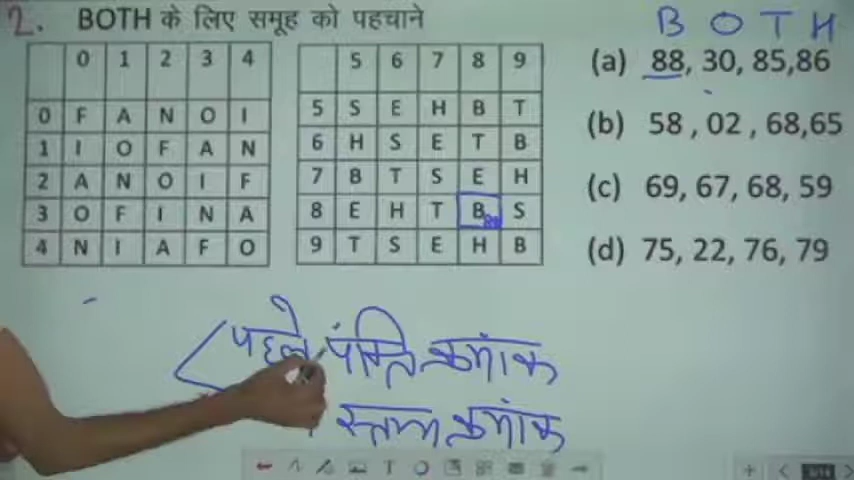 2. BOTH के लिए समूह को पहचाने
B O T H
0 1 2 3 4
0 F A N O I
1 I O F A N
2 A N O I F
3 O F I N A
4 N I A F O
5 6 7 8 9
5 S E H B T
6 H S E T B
7 B T S E H
8 E H T B S
9 T S E H B
(a) 88, 30, 85,86
(b) 58 , 02 , 68,65
(c) 69, 67, 68, 59
(d) 75, 22, 76, 79
पहले पंक्ति क्रमांक
स्तम्भ क्रमांक